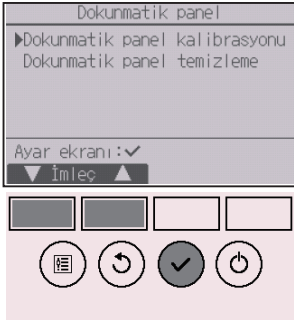 Dokunmatik panel
▶Dokunmatik panel kalibrasyonu
Dokunmatik panel temizleme
Ayar ekranı:✓
▼ İmleç ▲